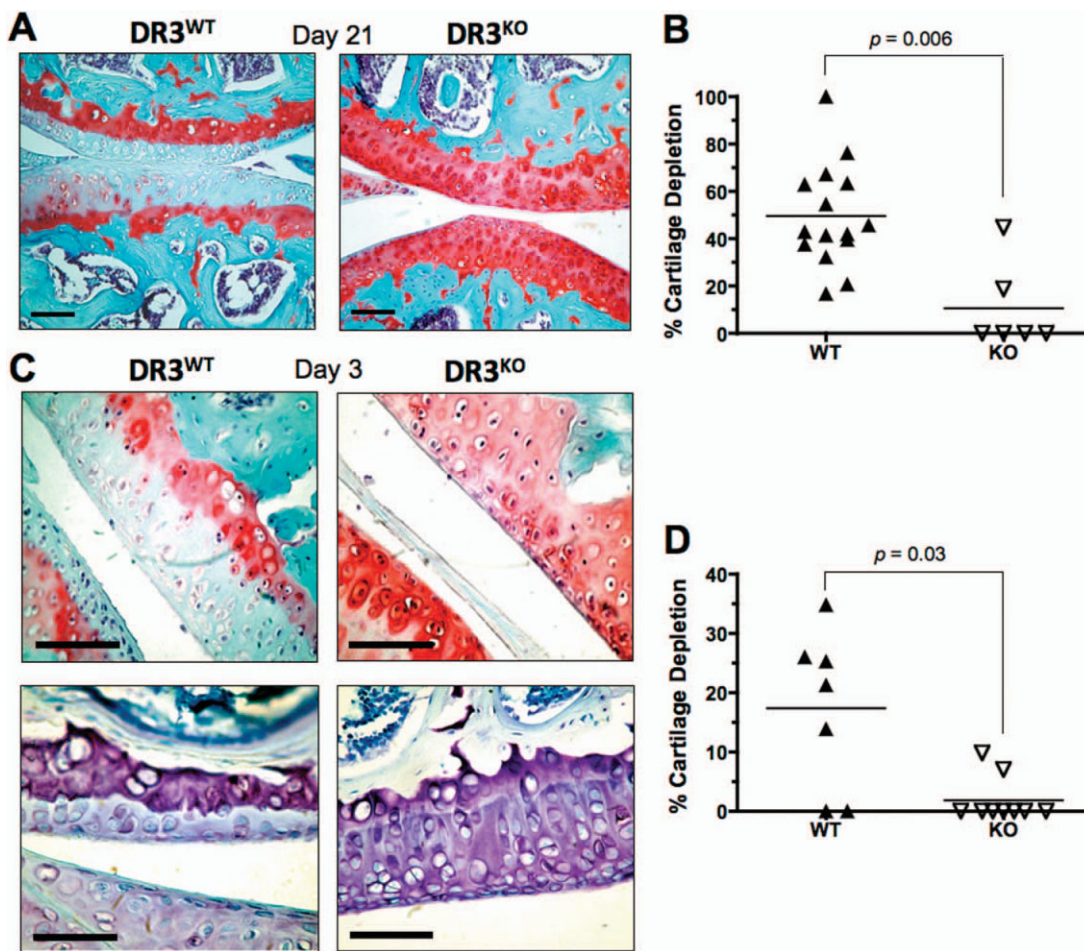 A
DR3WT Day 21 DR3KO
B
p = 0.006
% Cartilage Depletion
100
80
60
40
20
0
WT KO
C
DR3WT Day 3 DR3KO
D
p = 0.03
% Cartilage Depletion
40
30
20
10
0
WT KO